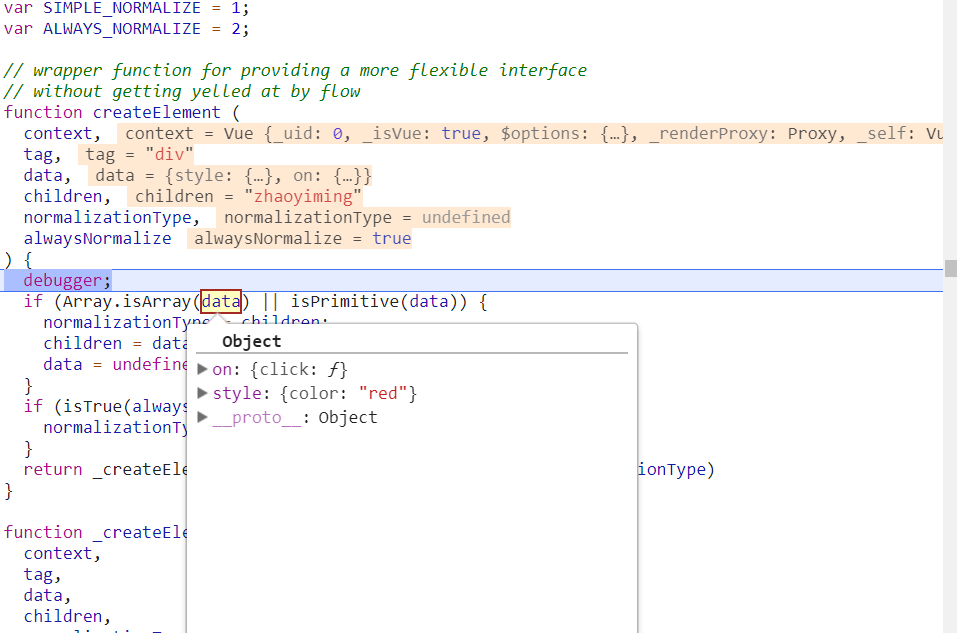 var SIMPLE_NORMALIZE = 1;
var ALWAYS_NORMALIZE = 2;
// wrapper function for providing a more flexible interface
// without getting yelled at by flow
function createElement (
context, context = Vue {_uid: 0, _isVue: true, $options: {…}, _renderProxy: Proxy, _self: Vu
tag, tag = "div"
data, data = {style: {…}, on: {…}}
children, children = "zhaoyiming"
normalizationType, normalizationType = undefined
alwaysNormalize alwaysNormalize = true
) {
debugger;
if (Array.isArray(data) || isPrimitive(data)) {
normalizationType = children;
children = data
data = undefine
}
if (isTrue(always
normalizationTy
}
return _createEle ionType)
}
Object
on: {click: ƒ}
style: {color: "red"}
__proto__: Object
function _createEle
context,
tag,
data,
children,